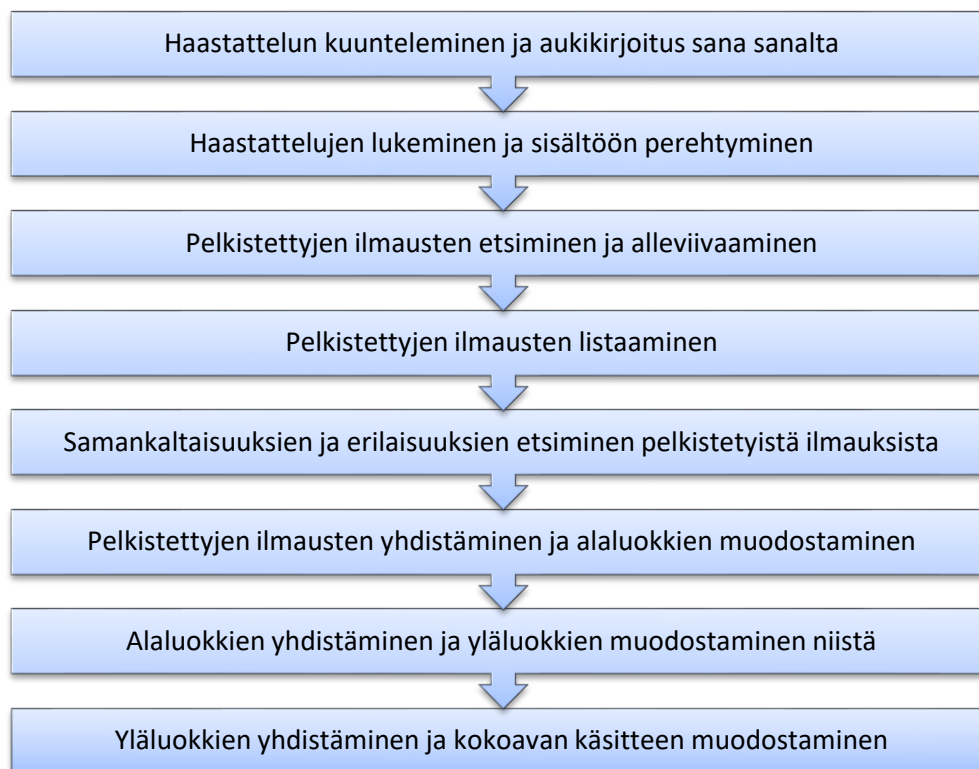 Haastattelun kuunteleminen ja aukikirjoitus sana sanalta
Haastattelujen lukeminen ja sisältöön perehtyminen
Pelkistettyjen ilmausten etsiminen ja alleviivaaminen
Pelkistettyjen ilmausten listaaminen
Samankaltaisuuksien ja erilaisuuksien etsiminen pelkistetyistä ilmauksista
Pelkistettyjen ilmausten yhdistäminen ja alaluokkien muodostaminen
Alaluokkien yhdistäminen ja yläluokkien muodostaminen niistä
Yläluokkien yhdistäminen ja kokoavan käsitteen muodostaminen